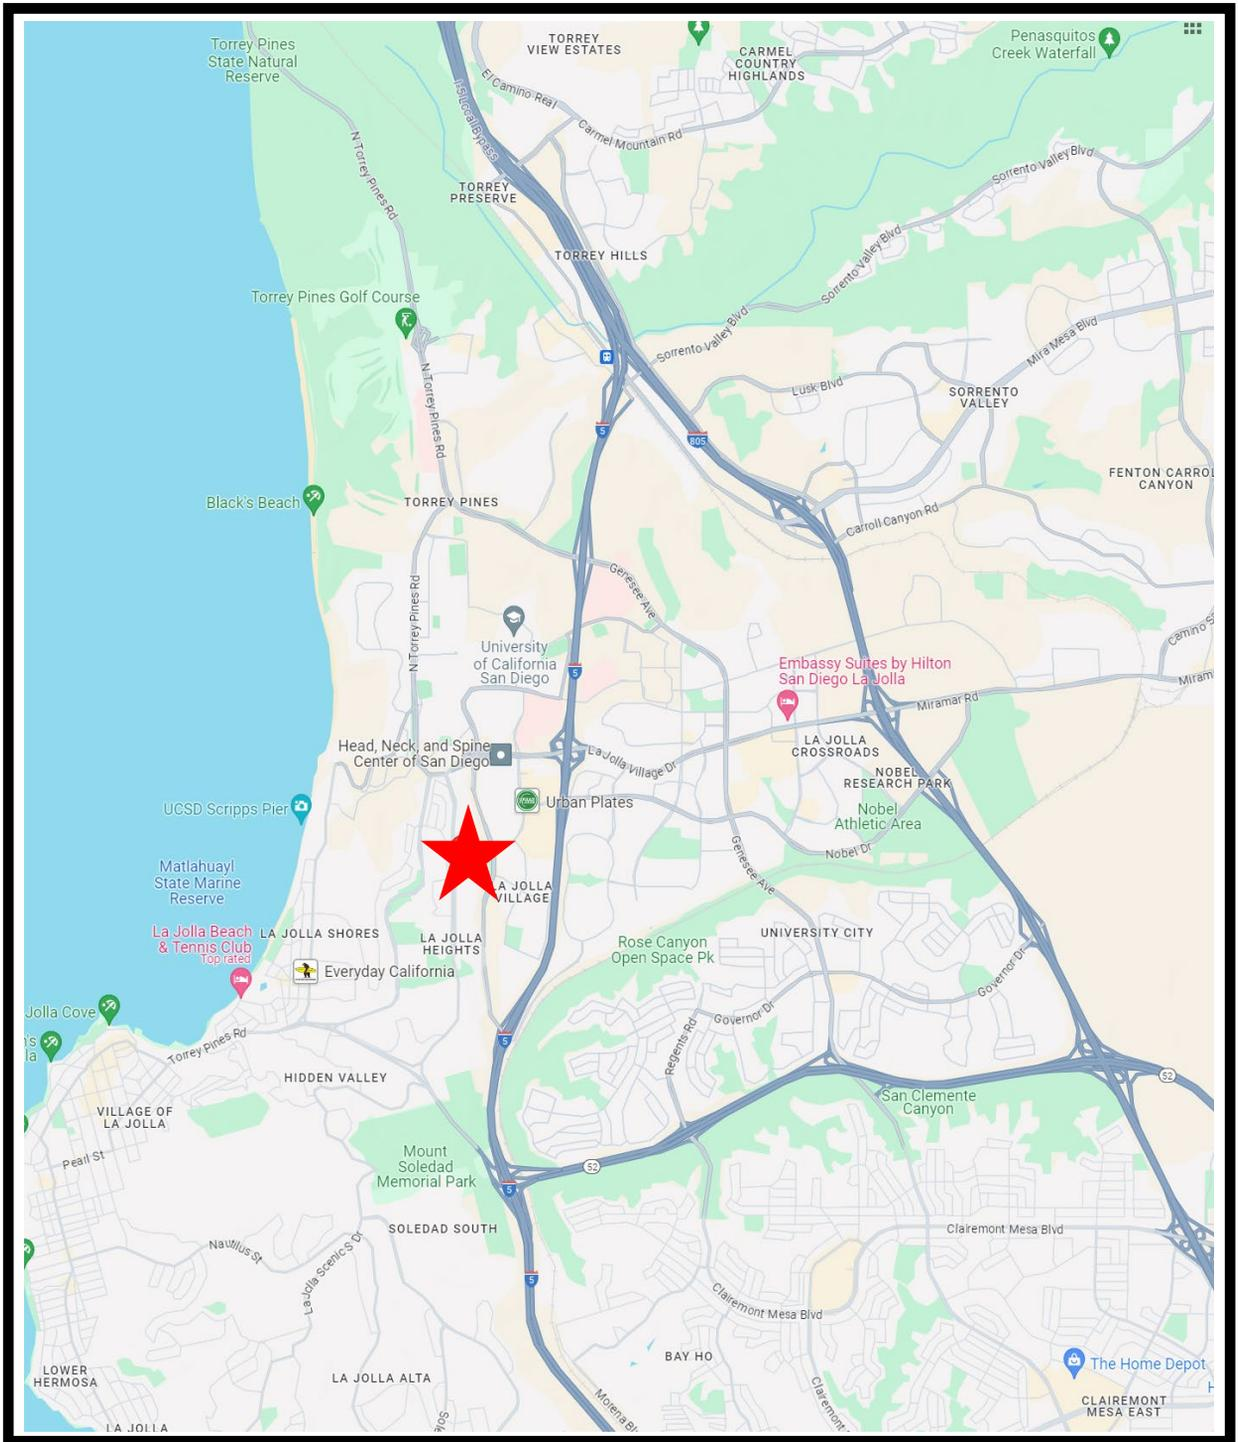 Torrey Pines
State Natural
Reserve
TORREY
VIEW ESTATES
CARMEL
COUNTRY
HIGHLANDS
Penasquitos
Creek Waterfall
El Camino Real
I-5 Local Bypass
Carmel Mountain Rd
N Torrey Pines Rd
Sorrento Valley Blvd
TORREY
PRESERVE
TORREY HILLS
Sorrento Valley Blvd
Torrey Pines Golf Course
Sorrento Valley Blvd
Mira Mesa Blvd
N Torrey Pines Rd
Lusk Blvd
SORRENTO
VALLEY
5
805
FENTON CARROL
CANYON
Black's Beach
TORREY PINES
Carroll Canyon Rd
Genesee Ave
N Torrey Pines Rd
University
of California
San Diego
Camino S
5
Embassy Suites by Hilton
San Diego La Jolla
Miram
Miramar Rd
Head, Neck, and Spine
Center of San Diego
La Jolla Village Dr
LA JOLLA
CROSSROADS
NOBEL
RESEARCH PARK
UCSD Scripps Pier
Urban Plates
Nobel
Athletic Area
Nobel Dr
Genesee Ave
Matlahuayl
State Marine
Reserve
LA JOLLA
VILLAGE
La Jolla Beach
& Tennis Club
Top rated
LA JOLLA SHORES
LA JOLLA
HEIGHTS
Rose Canyon
Open Space Pk
UNIVERSITY CITY
Everyday California
Governor Dr
Jolla Cove
Governor Dr
's
la
Torrey Pines Rd
5
Regents Rd
HIDDEN VALLEY
52
San Clemente
Canyon
VILLAGE OF
LA JOLLA
Pearl St
Mount
Soledad
Memorial Park
52
5
SOLEDAD SOUTH
Clairemont Mesa Blvd
Nautilus St
La Jolla Scenic S Dr
5
Clairemont Mesa Blvd
BAY HO
The Home Depot
LOWER
HERMOSA
LA JOLLA ALTA
H
CLAIREMONT
MESA EAST
Morena Bl
Clairemont
Sol
LA JOLLA